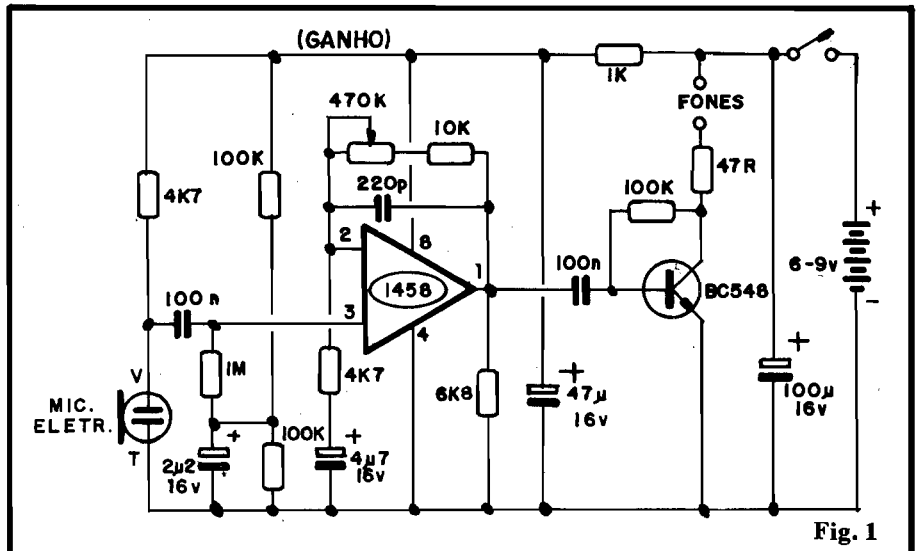 (GANHO)
1K
FONES
470K
10K
100K
47R
4K7
220p
100K
2
8
100n
1458
1
100n
BC548
6-9v
+
-
3
4
1M
4K7
6K8
+
47µ
16v
+
100µ
16v
V
MIC.
ELETR.
T
+
2µ2
16v
100K
+
4µ7
16v
Fig. 1